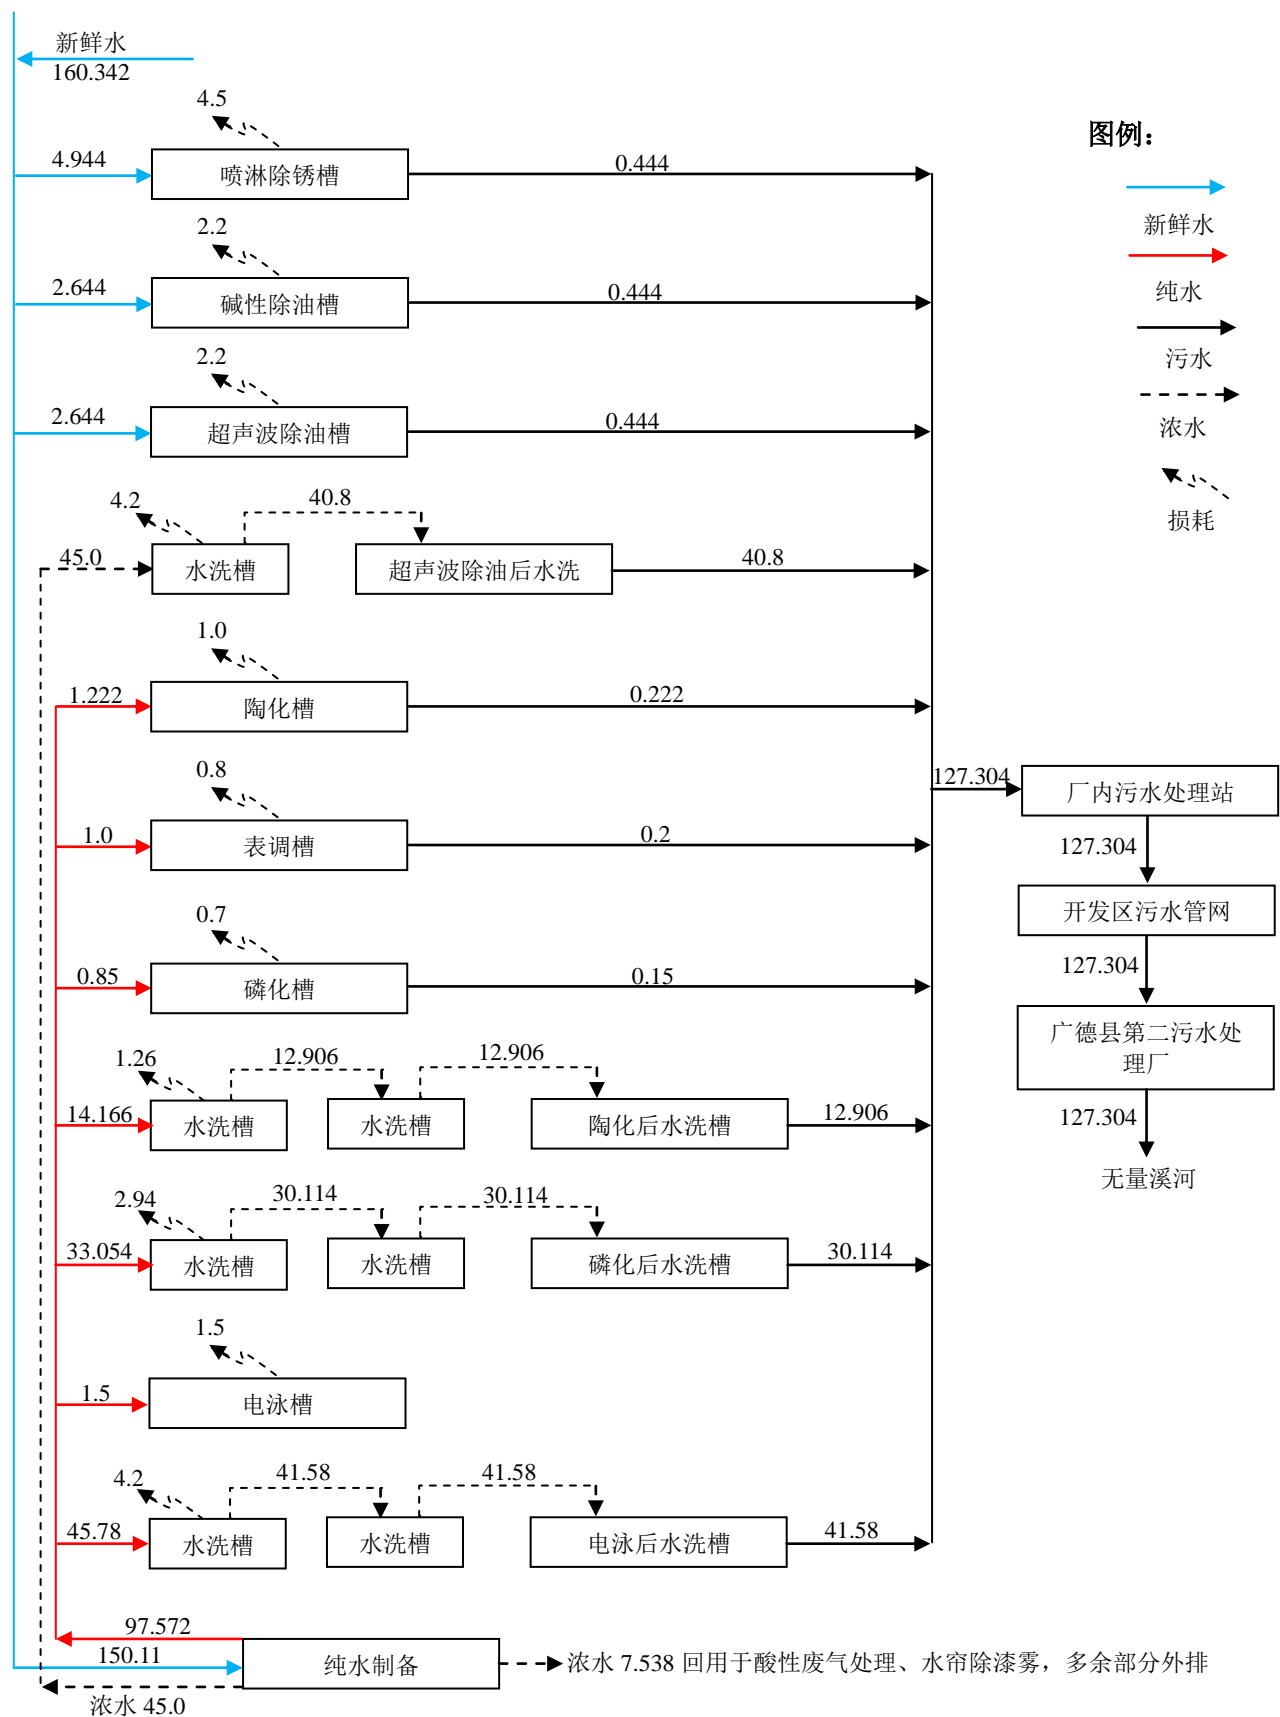 新鲜水
160.342
4.5
4.944
喷淋除锈槽
0.444
2.2
2.644
碱性除油槽
0.444
2.2
2.644
超声波除油槽
0.444
4.2
40.8
45.0
水洗槽
超声波除油后水洗
40.8
1.0
1.222
陶化槽
0.222
0.8
1.0
表调槽
0.2
0.7
0.85
磷化槽
0.15
1.26
12.906
12.906
14.166
水洗槽
水洗槽
陶化后水洗槽
12.906
2.94
30.114
30.114
33.054
水洗槽
水洗槽
磷化后水洗槽
30.114
1.5
1.5
电泳槽
4.2
41.58
41.58
45.78
水洗槽
水洗槽
电泳后水洗槽
41.58
97.572
150.11
纯水制备
浓水 7.538 回用于酸性废气处理、水帘除漆雾，多余部分外排
浓水 45.0
图例：
新鲜水
纯水
污水
浓水
损耗
127.304
厂内污水处理站
127.304
开发区污水管网
127.304
广德县第二污水处
理厂
127.304
无量溪河